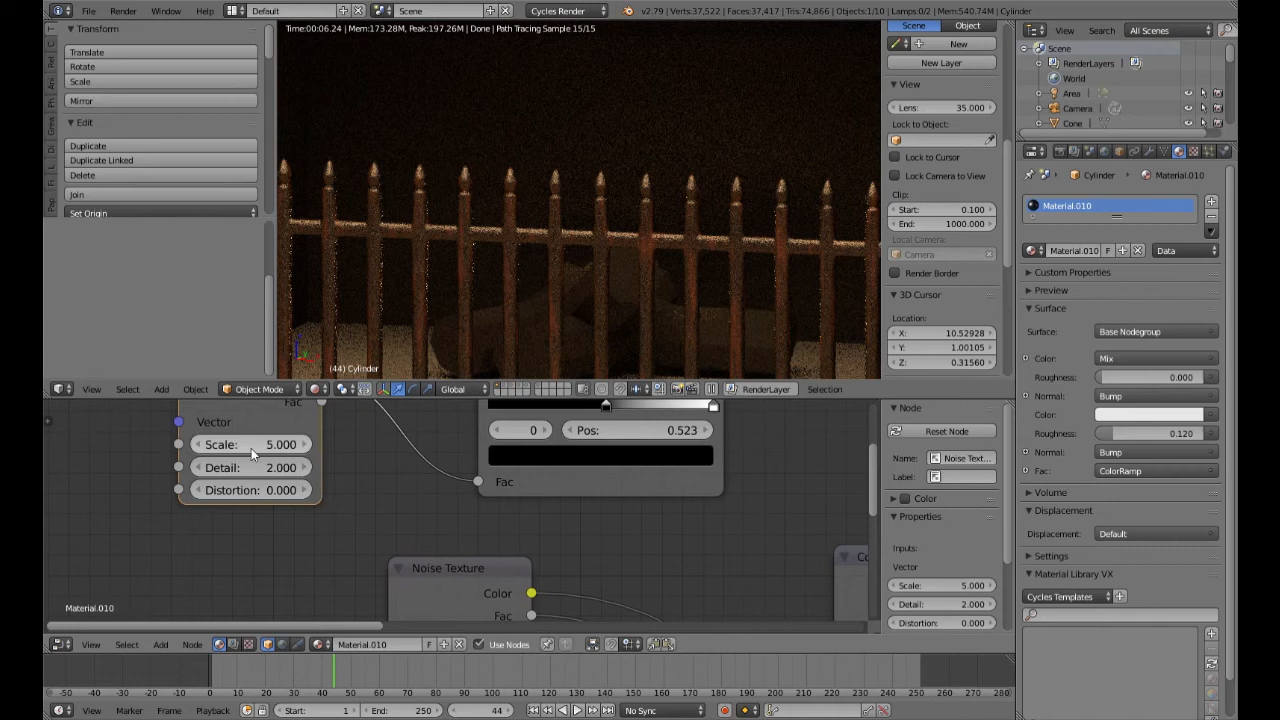 File Render Window Help Default Scene Cycles Render v2.79 | Verts:37,522 | Faces:37,417 | Tris:74,866 | Objects:1/10 | Lamps:0/2 | Mem:540.74M | Cylinder
Transform
Translate
Rotate
Scale
Mirror
Edit
Duplicate
Duplicate Linked
Delete
Join
Set Origin
Time:00:06.24 | Mem:173.28M, Peak:197.26M | Done | Path Tracing Sample 15/15
(44) Cylinder
Scene Object
New
New Layer
View
Lens: 35.000
Lock to Object:
Lock to Cursor
Lock Camera to View
Clip:
Start: 0.100
End: 1000.000
Local Camera:
Camera
Render Border
3D Cursor
Location:
X: 10.52928
Y: 1.00105
Z: 0.31560
View Search All Scenes
Scene
RenderLayers
World
Area
Camera
Cone
Cylinder Material.010
Material.010
Material.010 F Data
Custom Properties
Preview
Surface
Surface: Base Nodegroup
Color: Mix
Roughness: 0.000
Normal: Bump
Color:
Roughness: 0.120
Normal: Bump
Fac: ColorRamp
Volume
Displacement
Displacement: Default
Settings
Material Library VX
Cycles Templates
View Select Add Object Object Mode Global RenderLayer Selection
Fac
Vector
Scale: 5.000
Detail: 2.000
Distortion: 0.000
0 Pos: 0.523
Fac
Noise Texture
Color
Fac
Material.010
Node
Reset Node
Name: Noise Text...
Label:
Color
Properties
Inputs:
Vector
Scale: 5.000
Detail: 2.000
Distortion: 0.000
View Select Add Node Material.010 F Use Nodes
-50 -40 -30 -20 -10 0 10 20 30 40 50 60 70 80 90 100 110 120 130 140 150 160 170 180 190 200 210 220 230 240 250 260 270 280
View Marker Frame Playback Start: 1 End: 250 44 No Sync